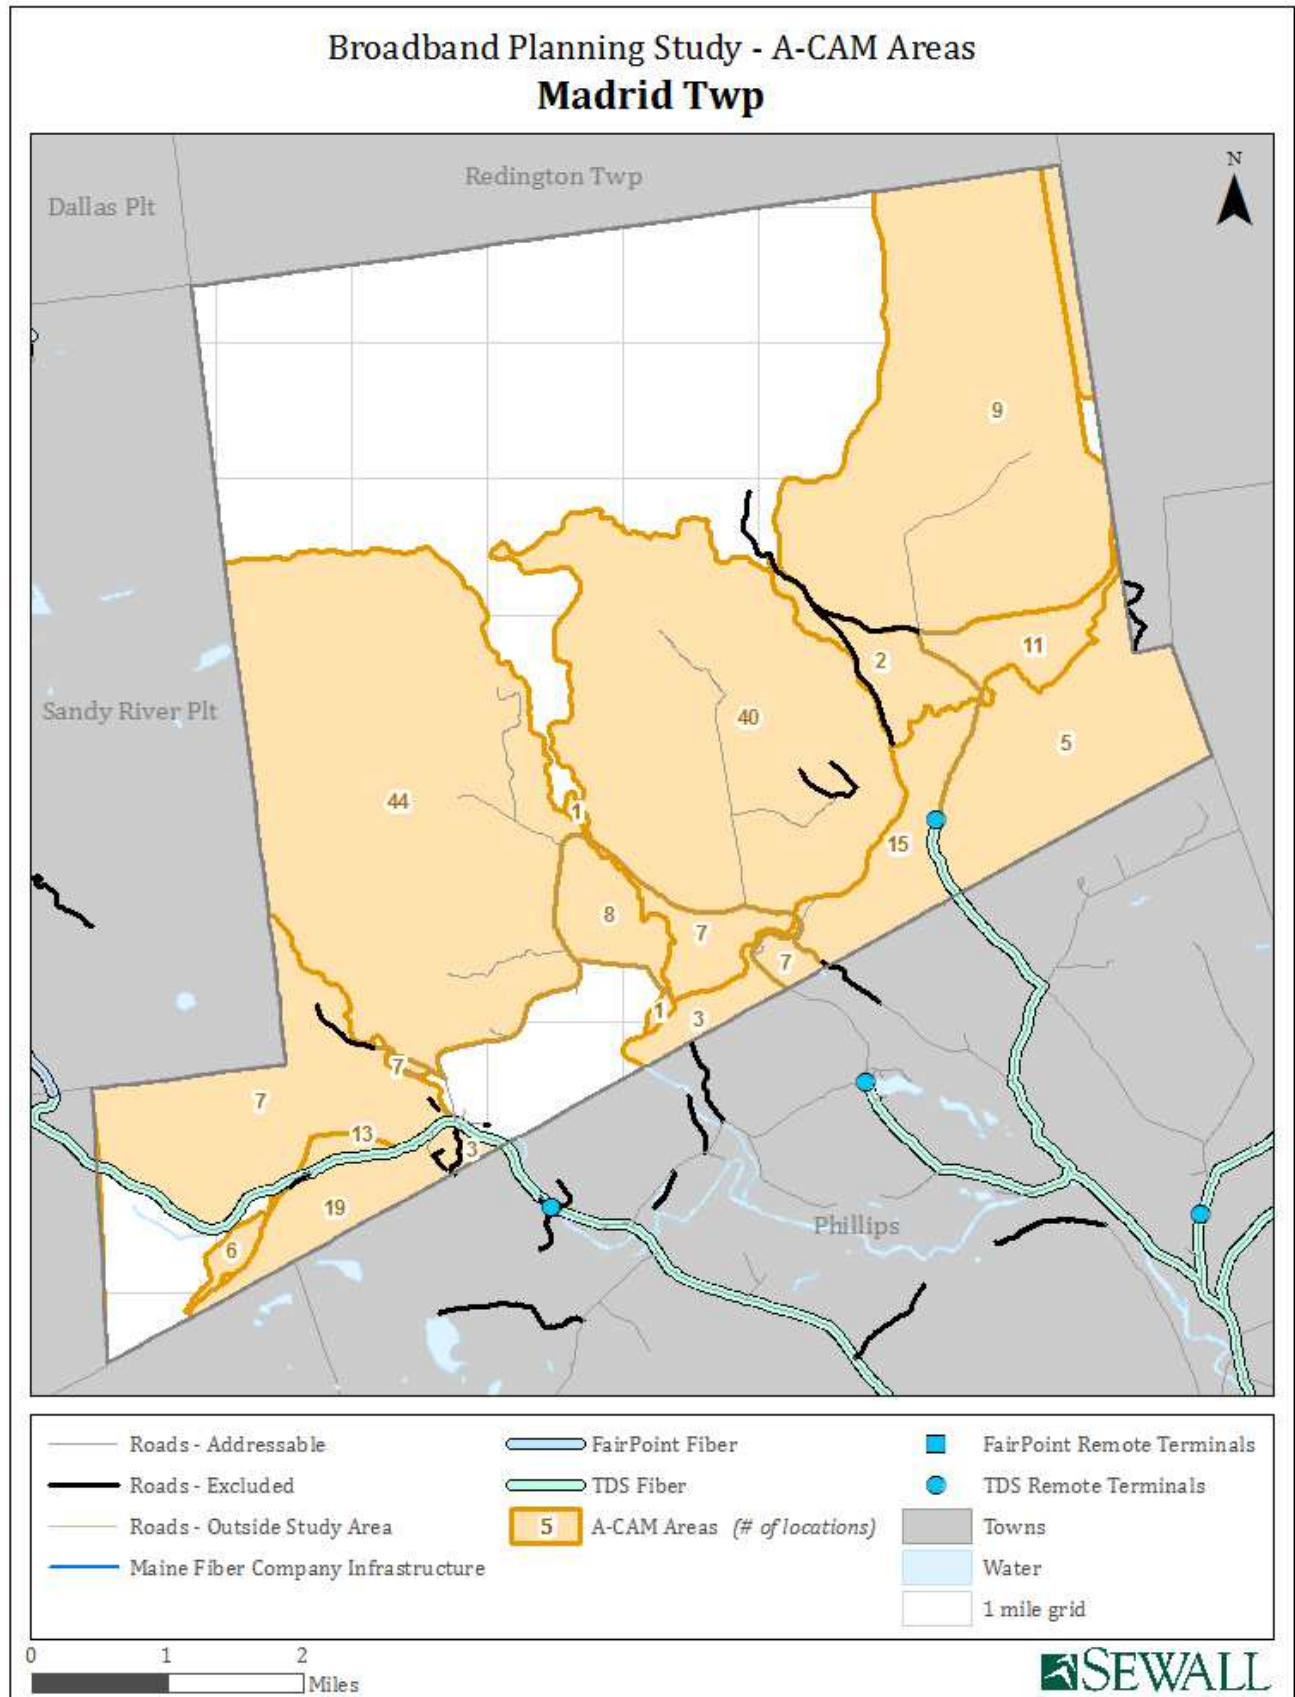 Broadband Planning Study - A-CAM Areas
Madrid Twp
N
Redington Twp
Dallas Plt
9
11
2
Sandy River Plt
40
5
44
1
15
8
7
7
1
3
7
7
13
3
19
Phillips
6
Roads - Addressable
Roads - Excluded
Roads - Outside Study Area
Maine Fiber Company Infrastructure
FairPoint Fiber
TDS Fiber
5 A-CAM Areas (# of locations)
FairPoint Remote Terminals
TDS Remote Terminals
Towns
Water
1 mile grid
0 1 2
Miles
SEWALL